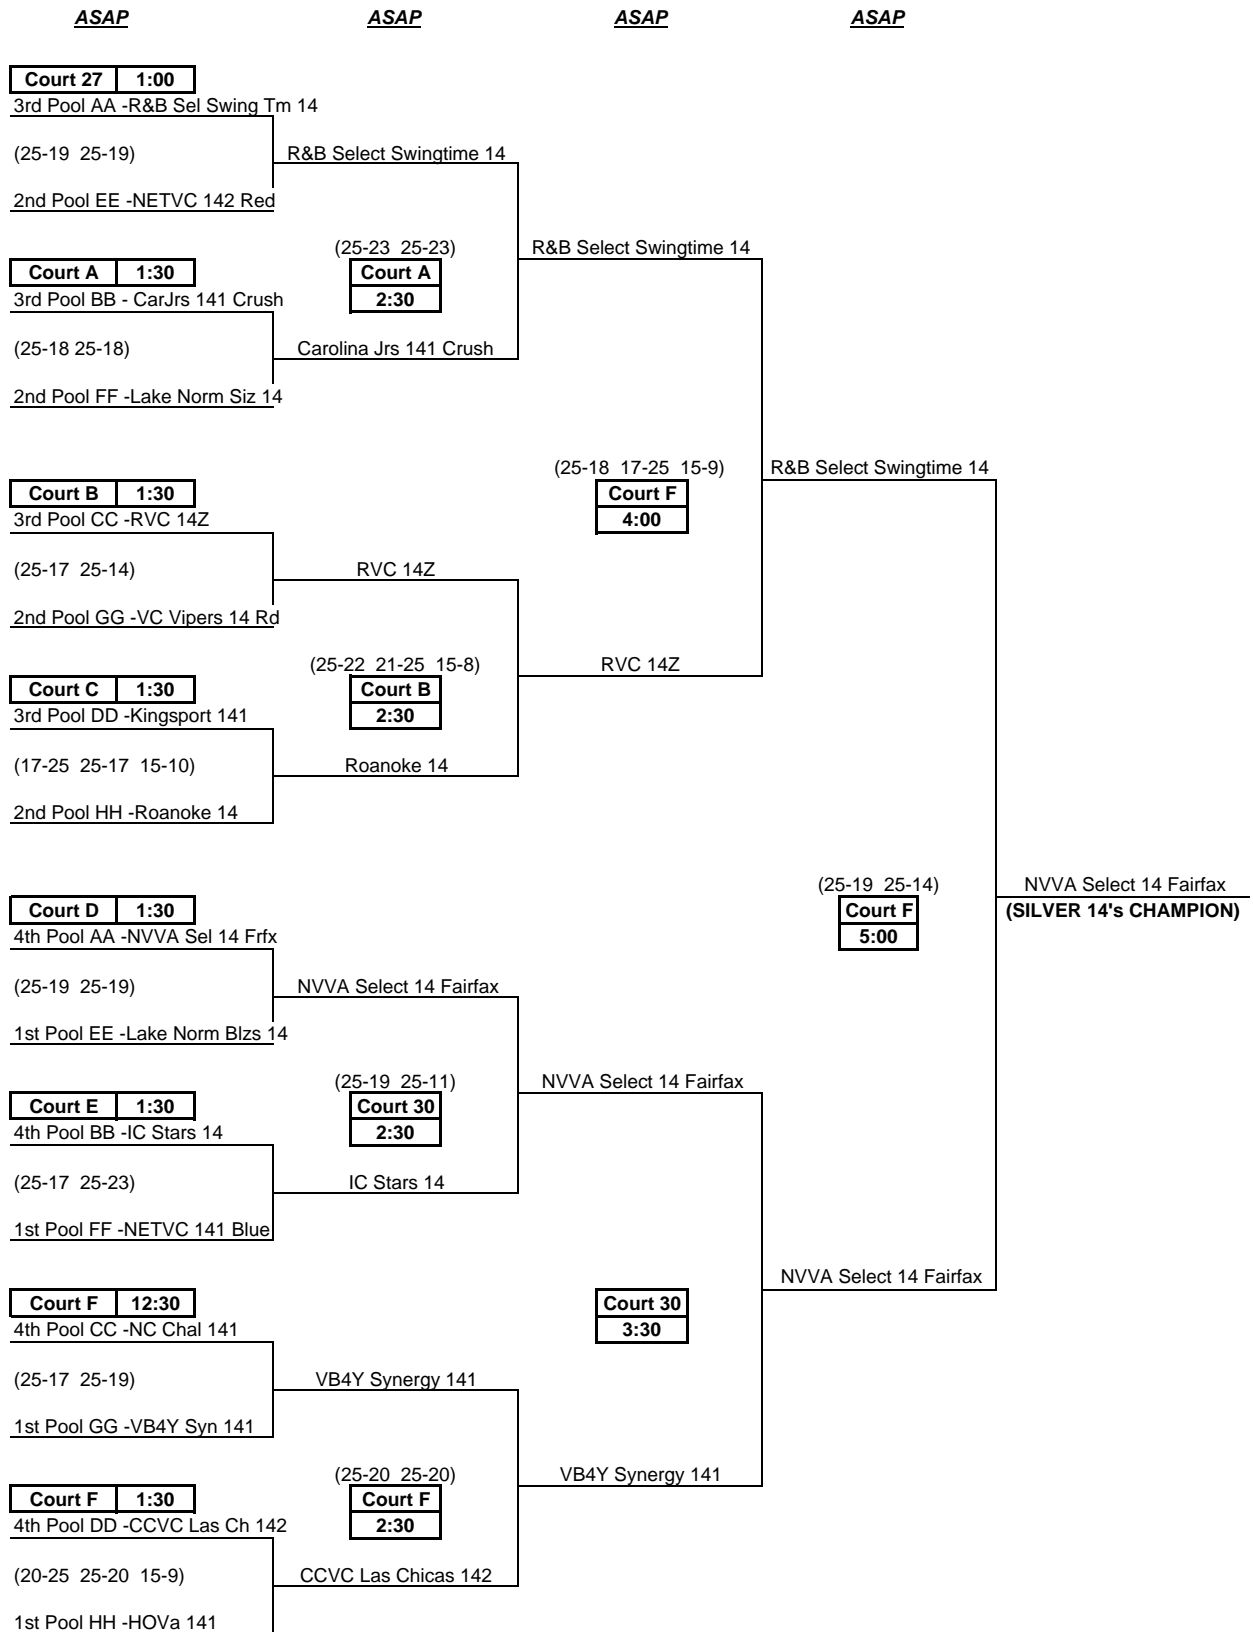 ASAP ASAP ASAP ASAP
Court 27 1:00
3rd Pool AA -R&B Sel Swing Tm 14
(25-19 25-19) R&B Select Swingtime 14
2nd Pool EE -NETVC 142 Red
(25-23 25-23) R&B Select Swingtime 14
Court A 1:30 Court A
3rd Pool BB - CarJrs 141 Crush 2:30
(25-18 25-18) Carolina Jrs 141 Crush
2nd Pool FF -Lake Norm Siz 14
(25-18 17-25 15-9) R&B Select Swingtime 14
Court B 1:30 Court F
3rd Pool CC -RVC 14Z 4:00
(25-17 25-14) RVC 14Z
2nd Pool GG -VC Vipers 14 Rd
(25-22 21-25 15-8) RVC 14Z
Court C 1:30 Court B
3rd Pool DD -Kingsport 141 2:30
(17-25 25-17 15-10) Roanoke 14
2nd Pool HH -Roanoke 14
(25-19 25-14) NVVA Select 14 Fairfax
Court D 1:30 Court F (SILVER 14's CHAMPION)
4th Pool AA -NVVA Sel 14 Frfx 5:00
(25-19 25-19) NVVA Select 14 Fairfax
1st Pool EE -Lake Norm Blzs 14
(25-19 25-11) NVVA Select 14 Fairfax
Court E 1:30 Court 30
4th Pool BB -IC Stars 14 2:30
(25-17 25-23) IC Stars 14
1st Pool FF -NETVC 141 Blue
NVVA Select 14 Fairfax
Court F 12:30 Court 30
4th Pool CC -NC Chal 141 3:30
(25-17 25-19) VB4Y Synergy 141
1st Pool GG -VB4Y Syn 141
(25-20 25-20) VB4Y Synergy 141
Court F 1:30 Court F
4th Pool DD -CCVC Las Ch 142 2:30
(20-25 25-20 15-9) CCVC Las Chicas 142
1st Pool HH -HOVa 141